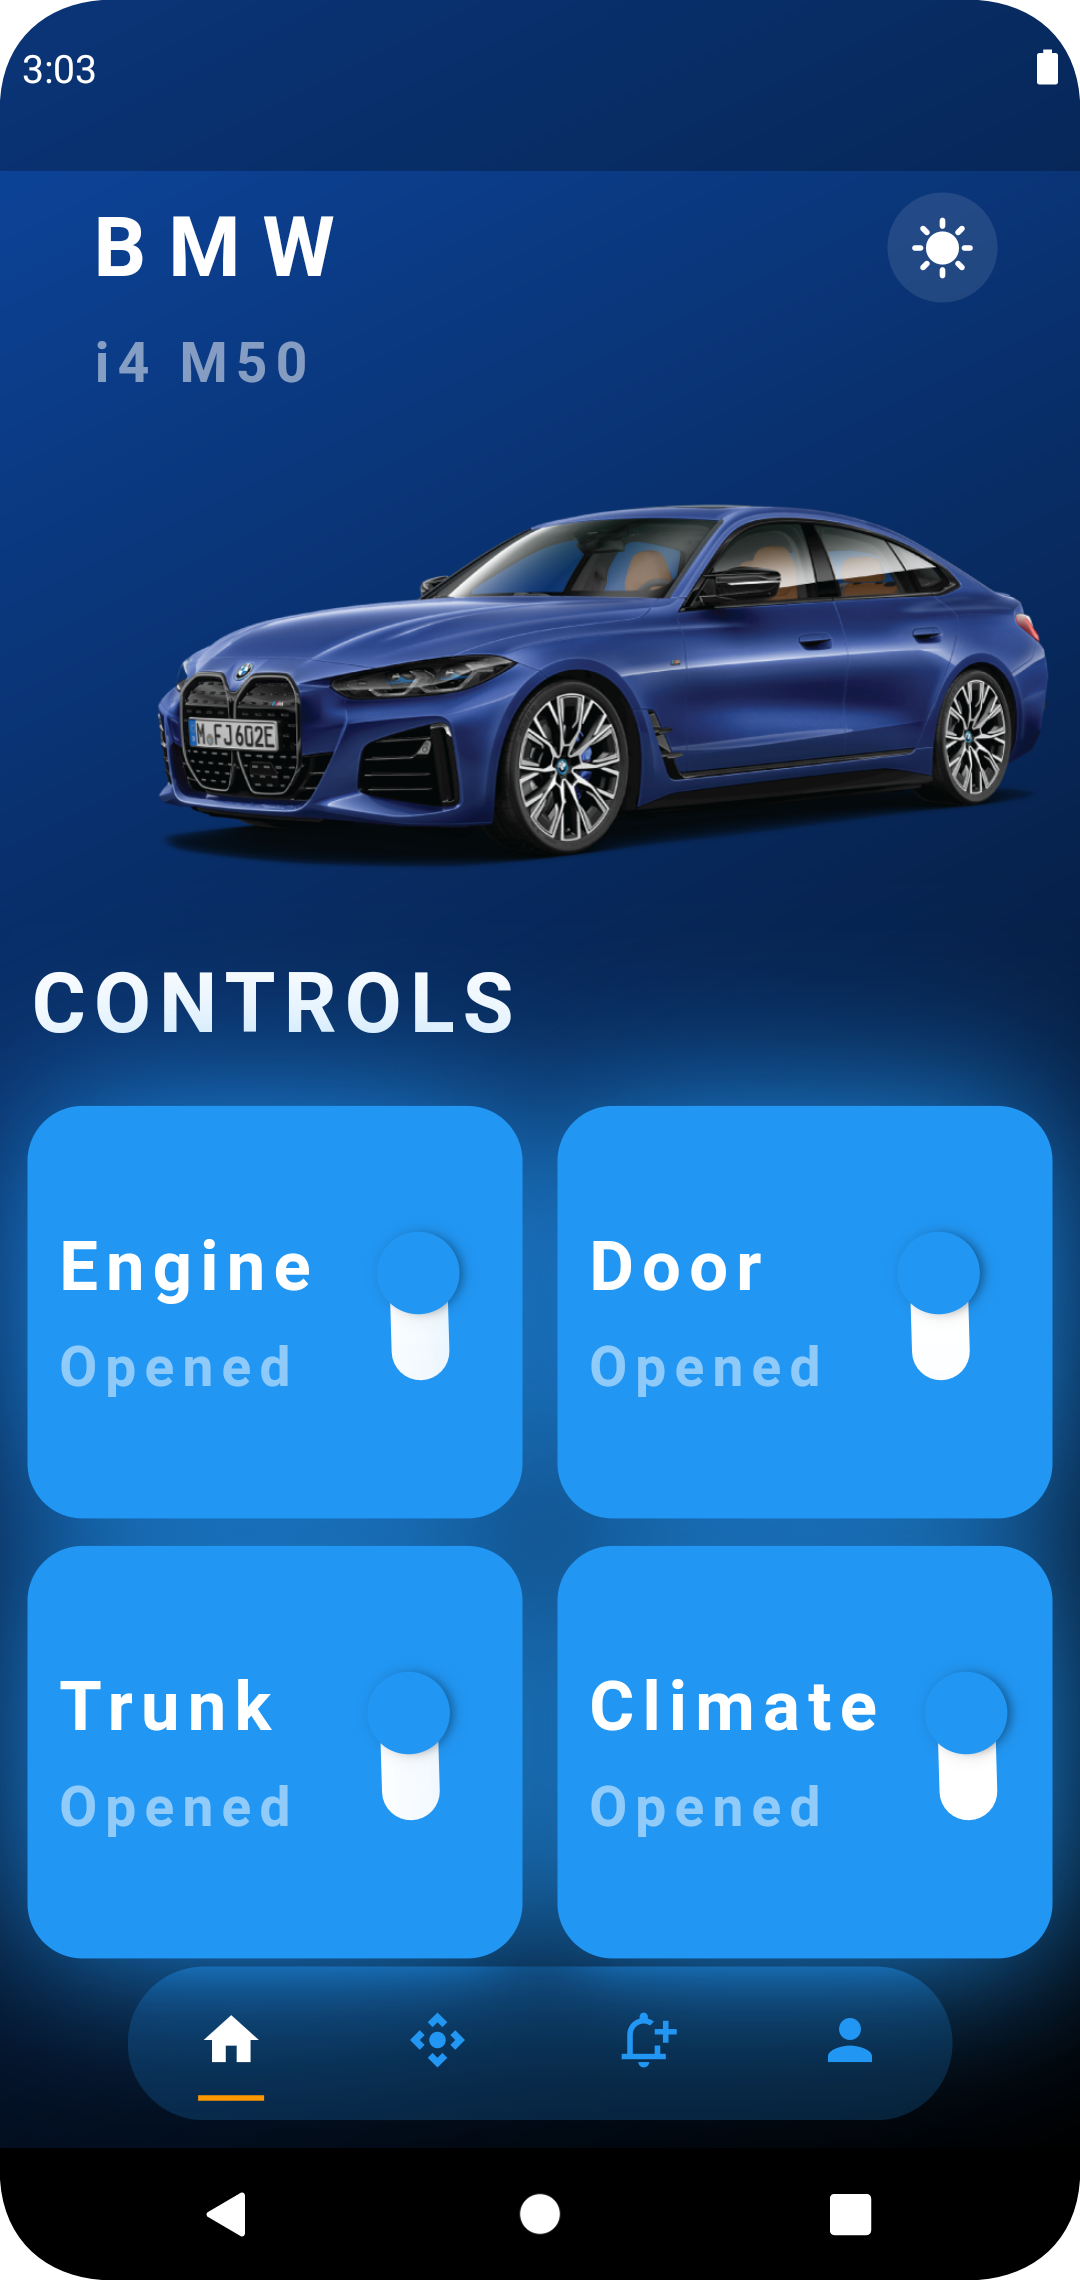 3:03
BMW
i4 M50
M FJ 602E
CONTROLS
Engine
Opened
Door
Opened
Trunk
Opened
Climate
Opened